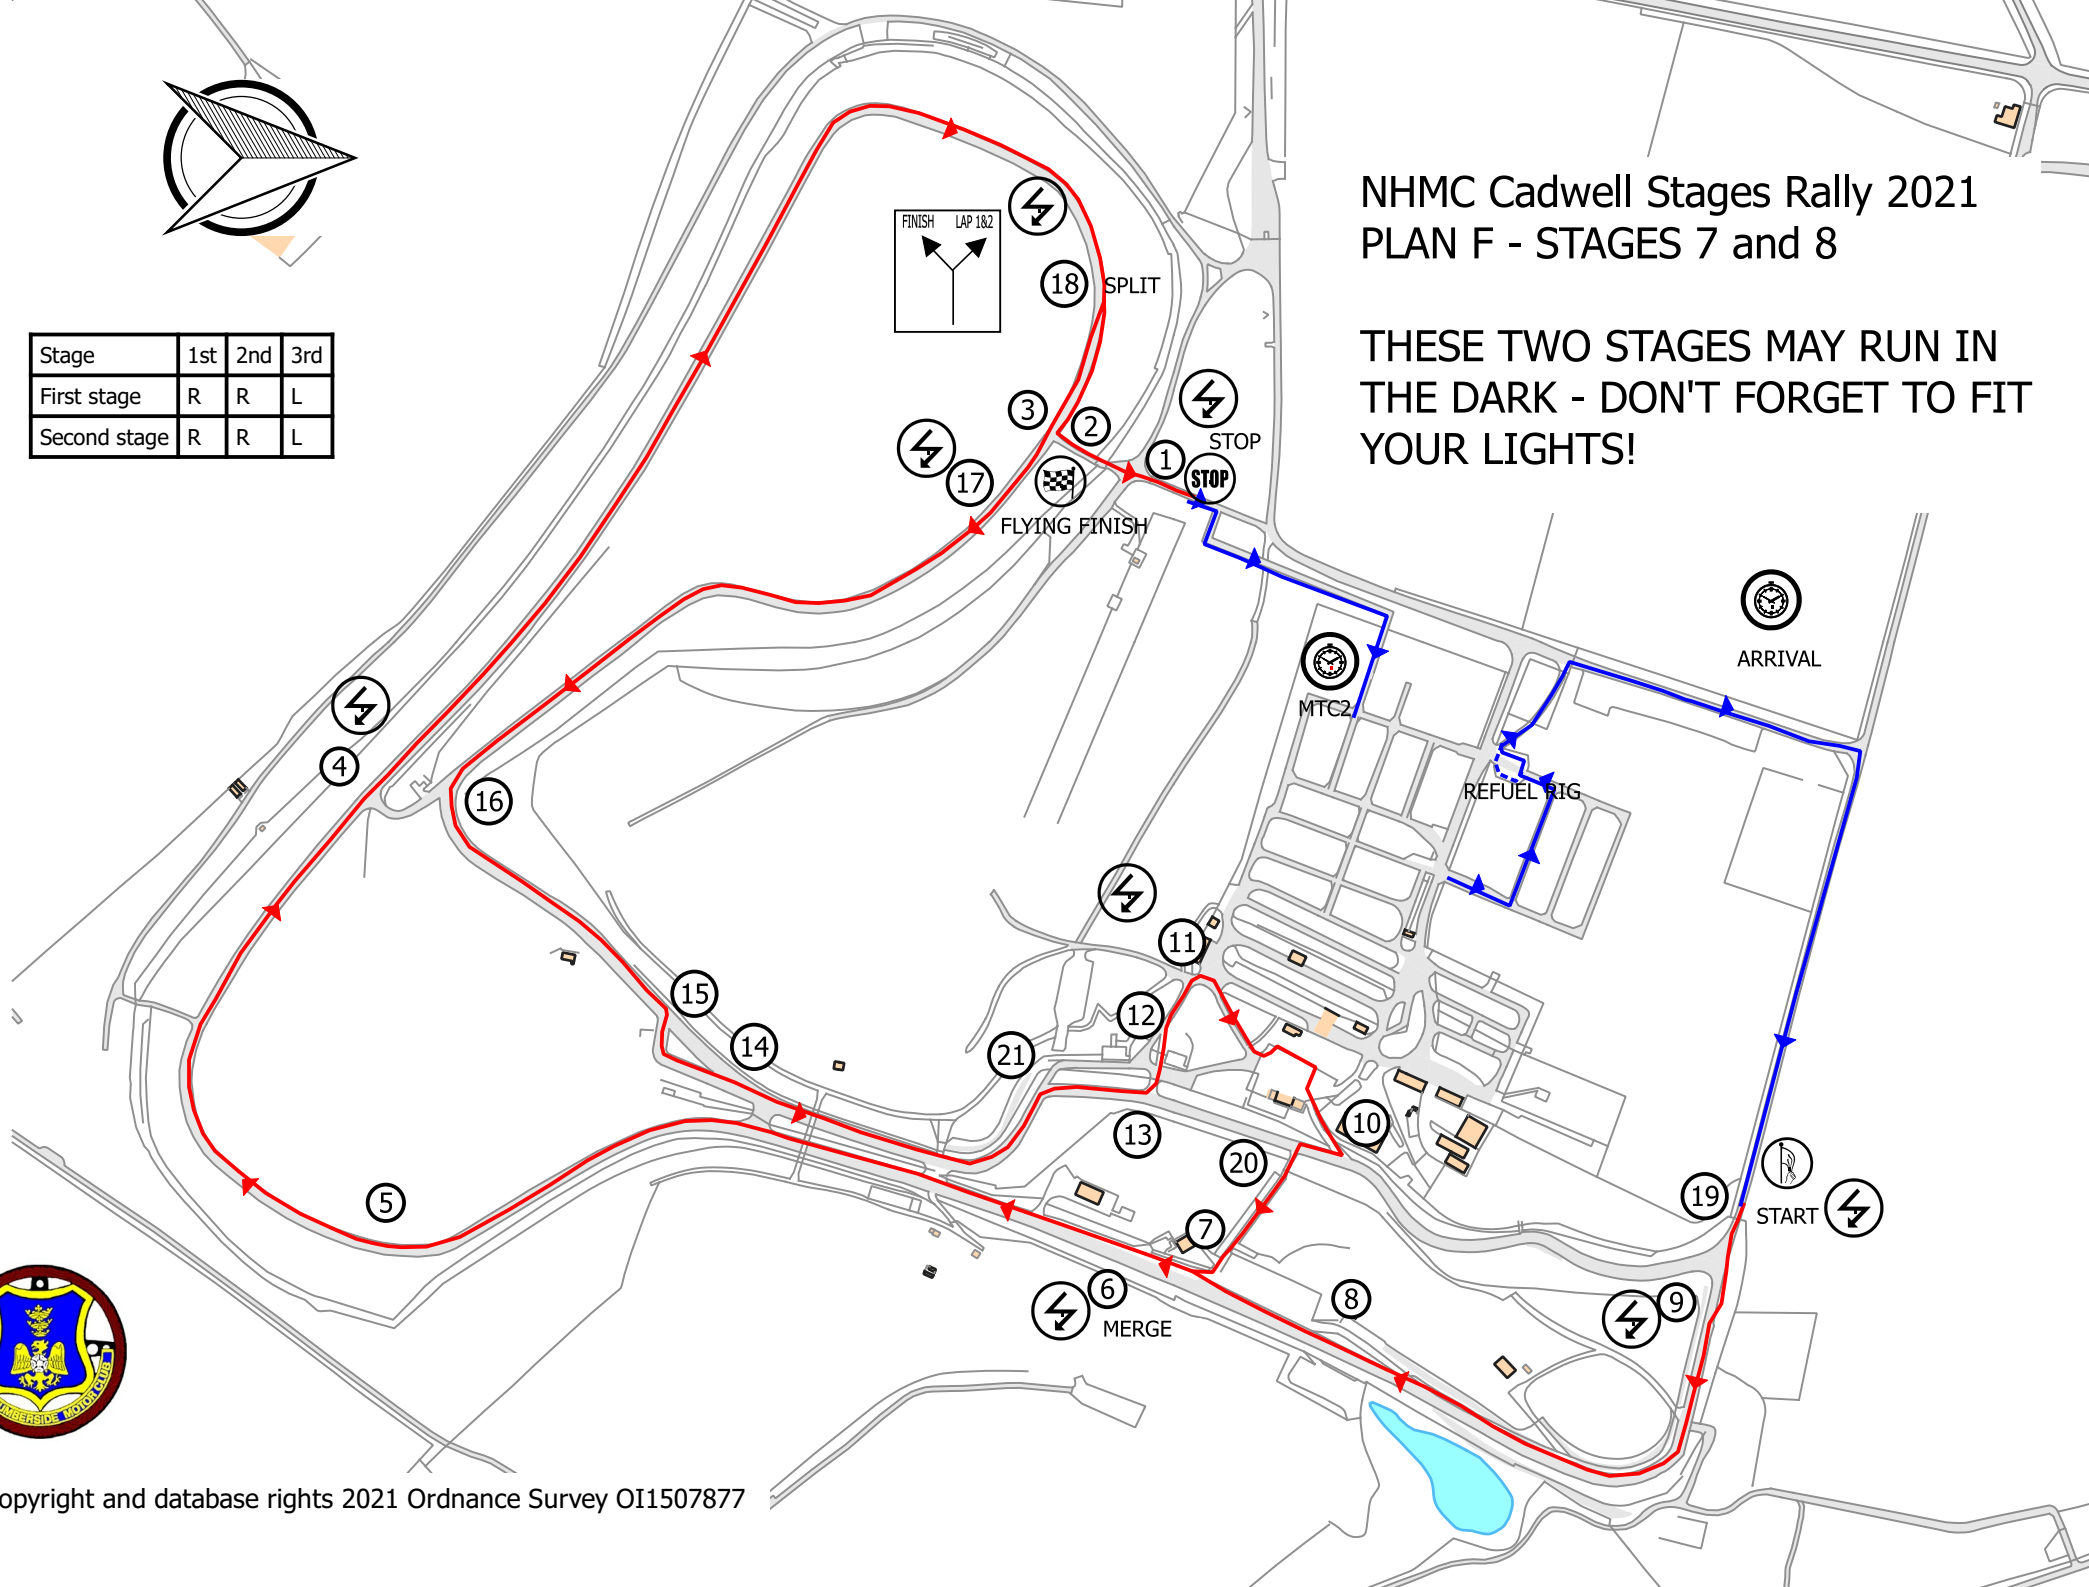 NHMC Cadwell Stages Rally 2021
PLAN F - STAGES 7 and 8
THESE TWO STAGES MAY RUN IN
THE DARK - DON'T FORGET TO FIT
YOUR LIGHTS!
FINISH LAP 1&2
18 SPLIT
Stage 1st 2nd 3rd
First stage R R L
Second stage R R L
3
2
STOP
1
STOP
17
FLYING FINISH
ARRIVAL
MTC2
4
16
REFUEL RIG
11
15
12
14
21
10
13
20
19
START
5
7
6
8
9
MERGE
UMBERSIDE MOTOR CLUB
opyright and database rights 2021 Ordnance Survey OI1507877